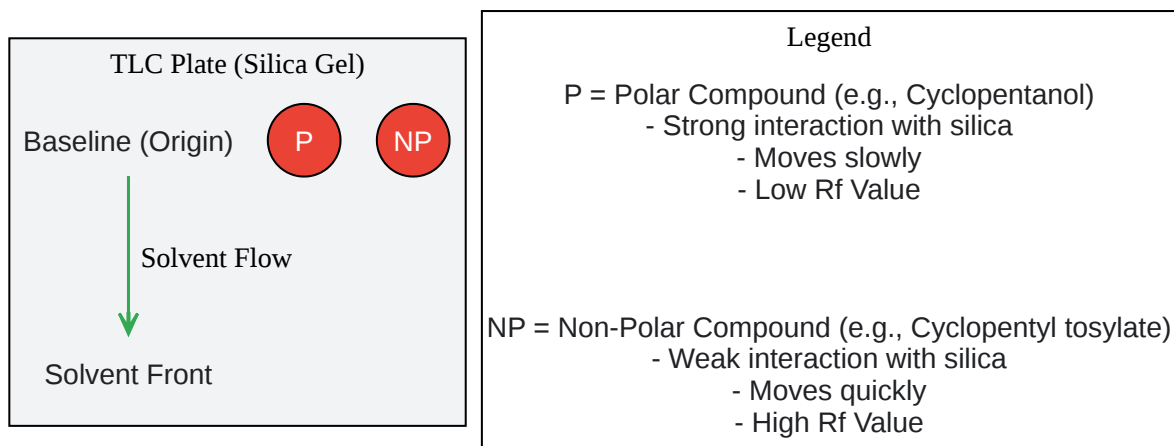 TLC Plate (Silica Gel)
Baseline (Origin)
P
NP
Solvent Flow
Solvent Front
Legend
P = Polar Compound (e.g., Cyclopentanol)
- Strong interaction with silica
- Moves slowly
- Low Rf Value
NP = Non-Polar Compound (e.g., Cyclopentyl tosylate)
- Weak interaction with silica
- Moves quickly
- High Rf Value